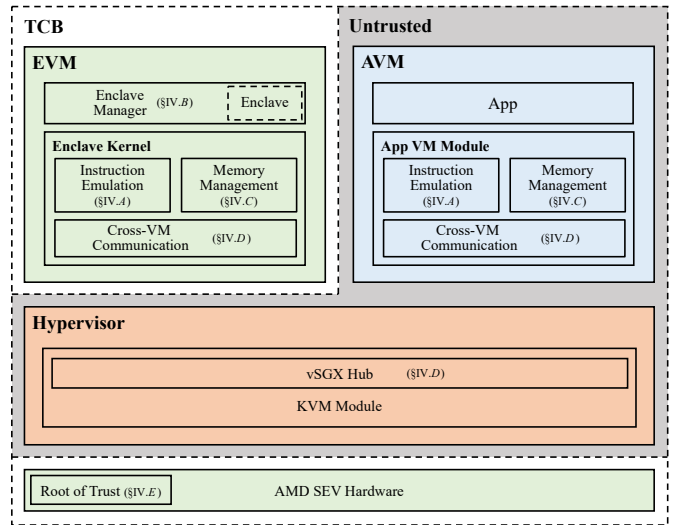 TCB
Untrusted
EVM
Enclave Manager (§IV.B)
Enclave
Enclave Kernel
Instruction
Emulation
(§IV.A)
Memory
Management
(§IV.C)
Cross-VM
Communication (§IV.D)
AVM
App
App VM Module
Instruction
Emulation
(§IV.A)
Memory
Management
(§IV.C)
Cross-VM
Communication (§IV.D)
Hypervisor
vSGX Hub (§IV.D)
KVM Module
Root of Trust (§IV.E)
AMD SEV Hardware